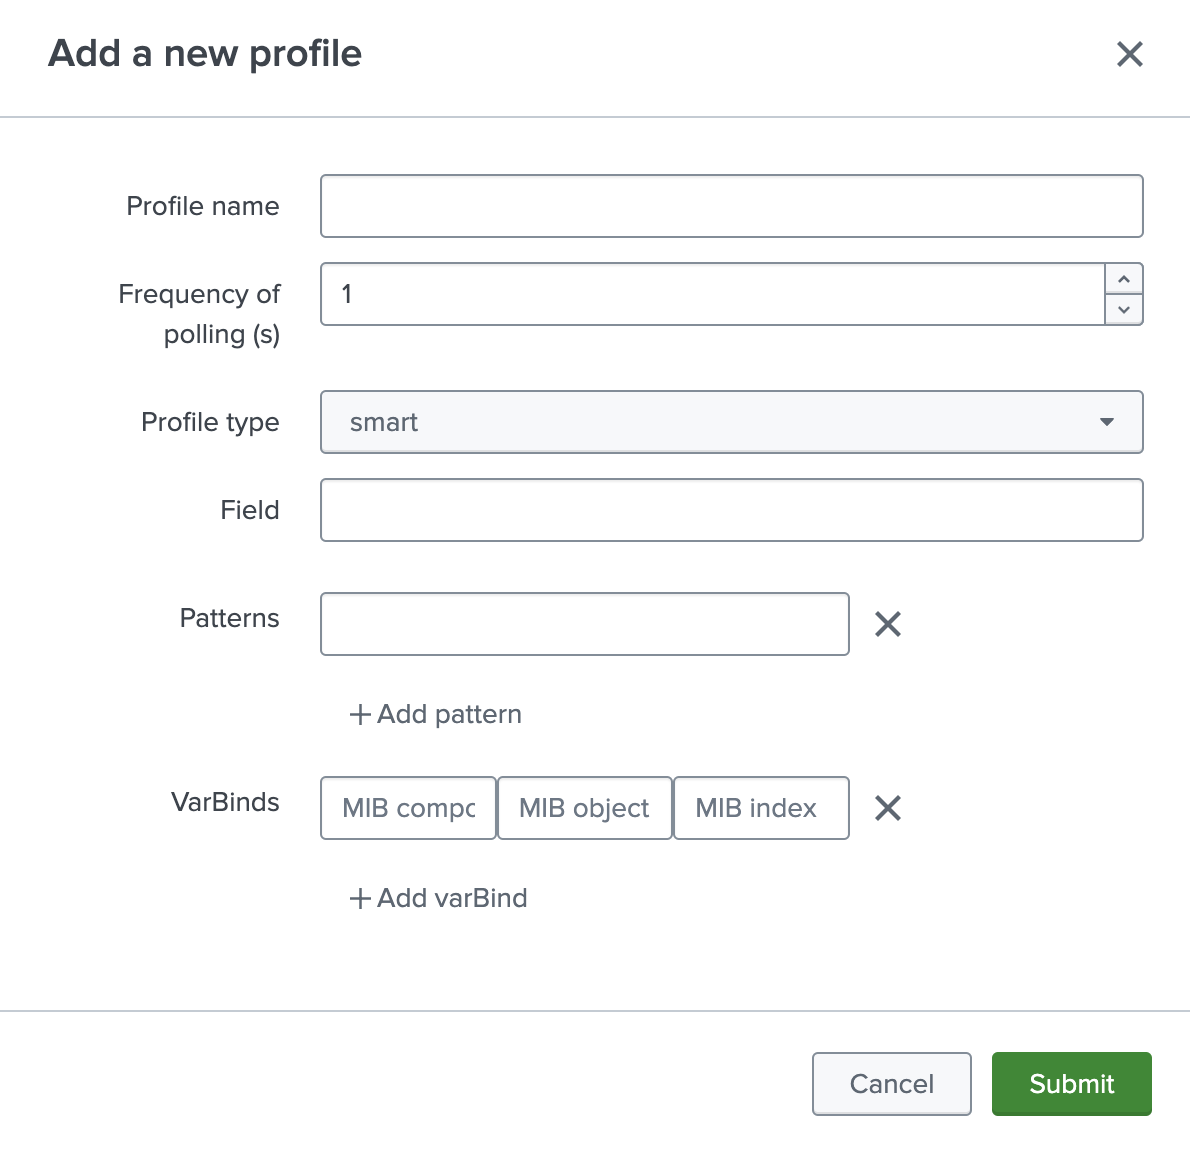 Add a new profile
Profile name
Frequency of
polling (s)
1
Profile type
smart
Field
Patterns
Add pattern
VarBinds
MIB compc
MIB object
MIB index
Add varBind
Cancel
Submit